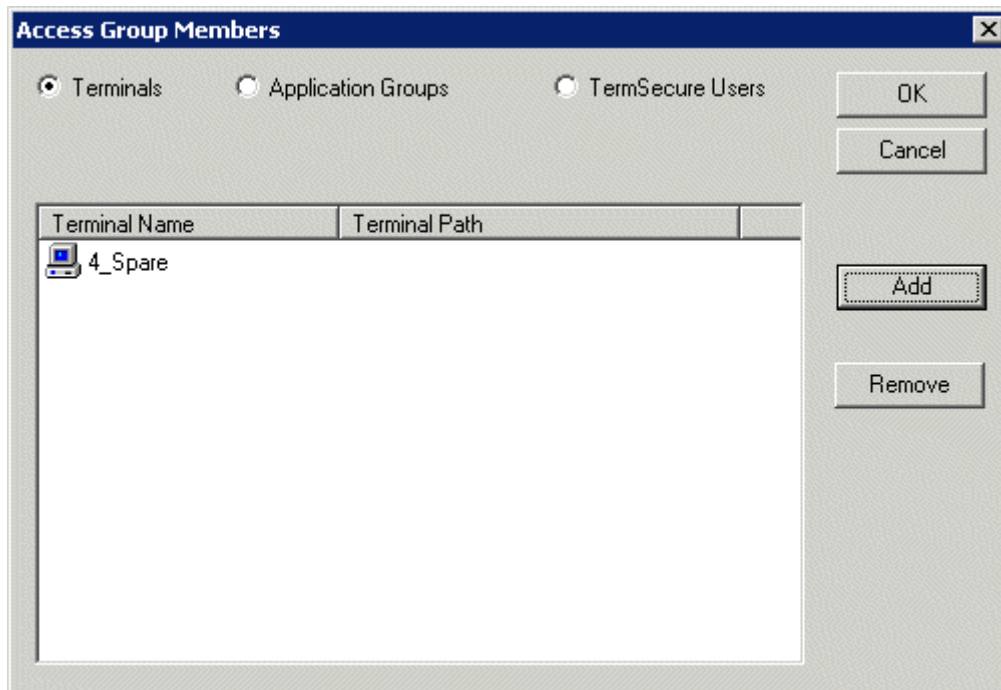 Access Group Members
Terminals Application Groups TermSecure Users
OK
Cancel
Terminal Name Terminal Path
4_Spare
Add
Remove